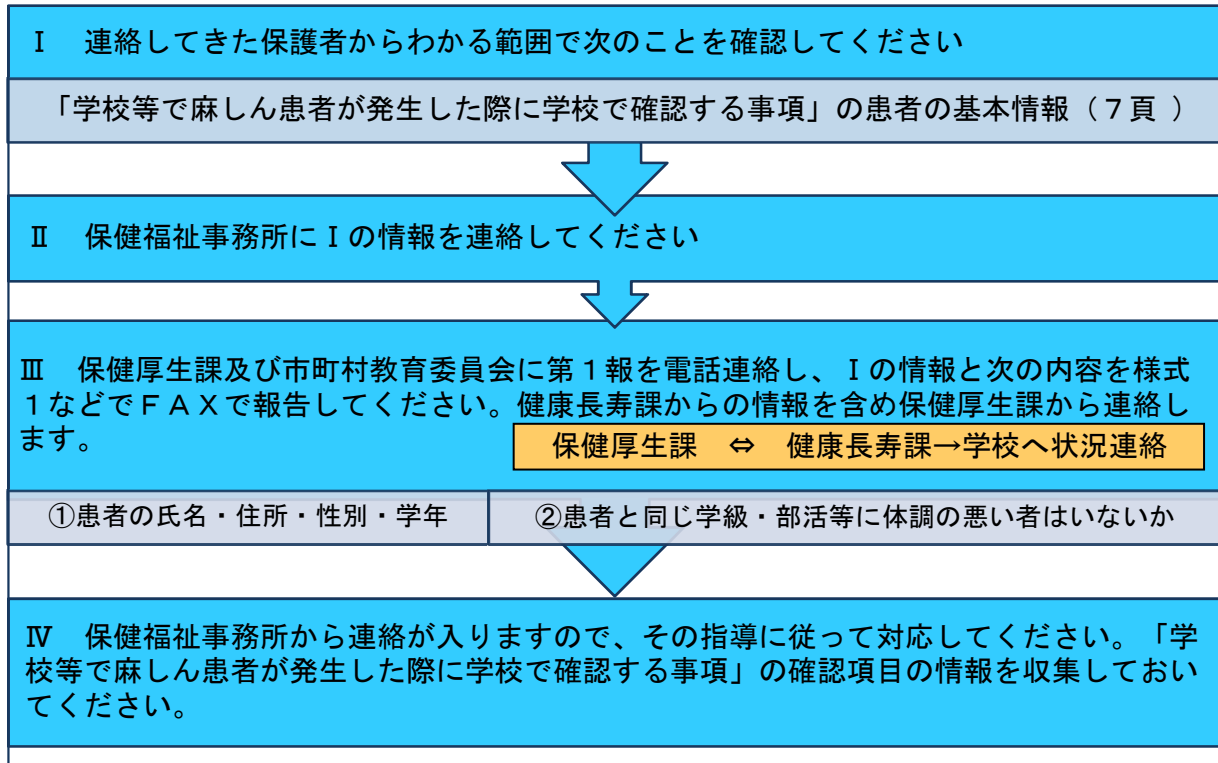 Ⅰ　連絡してきた保護者からわかる範囲で次のことを確認してください
「学校等で麻しん患者が発生した際に学校で確認する事項」の患者の基本情報（７頁 ）
Ⅱ　保健福祉事務所にⅠの情報を連絡してください
Ⅲ　保健厚生課及び市町村教育委員会に第１報を電話連絡し、Ⅰの情報と次の内容を様式
１などでＦＡＸで報告してください。健康長寿課からの情報を含め保健厚生課から連絡し
ます。
保健厚生課　⇔　健康長寿課→学校へ状況連絡
①患者の氏名・住所・性別・学年
②患者と同じ学級・部活等に体調の悪い者はいないか
Ⅳ　保健福祉事務所から連絡が入りますので、その指導に従って対応してください。「学
校等で麻しん患者が発生した際に学校で確認する事項」の確認項目の情報を収集しておい
てください。